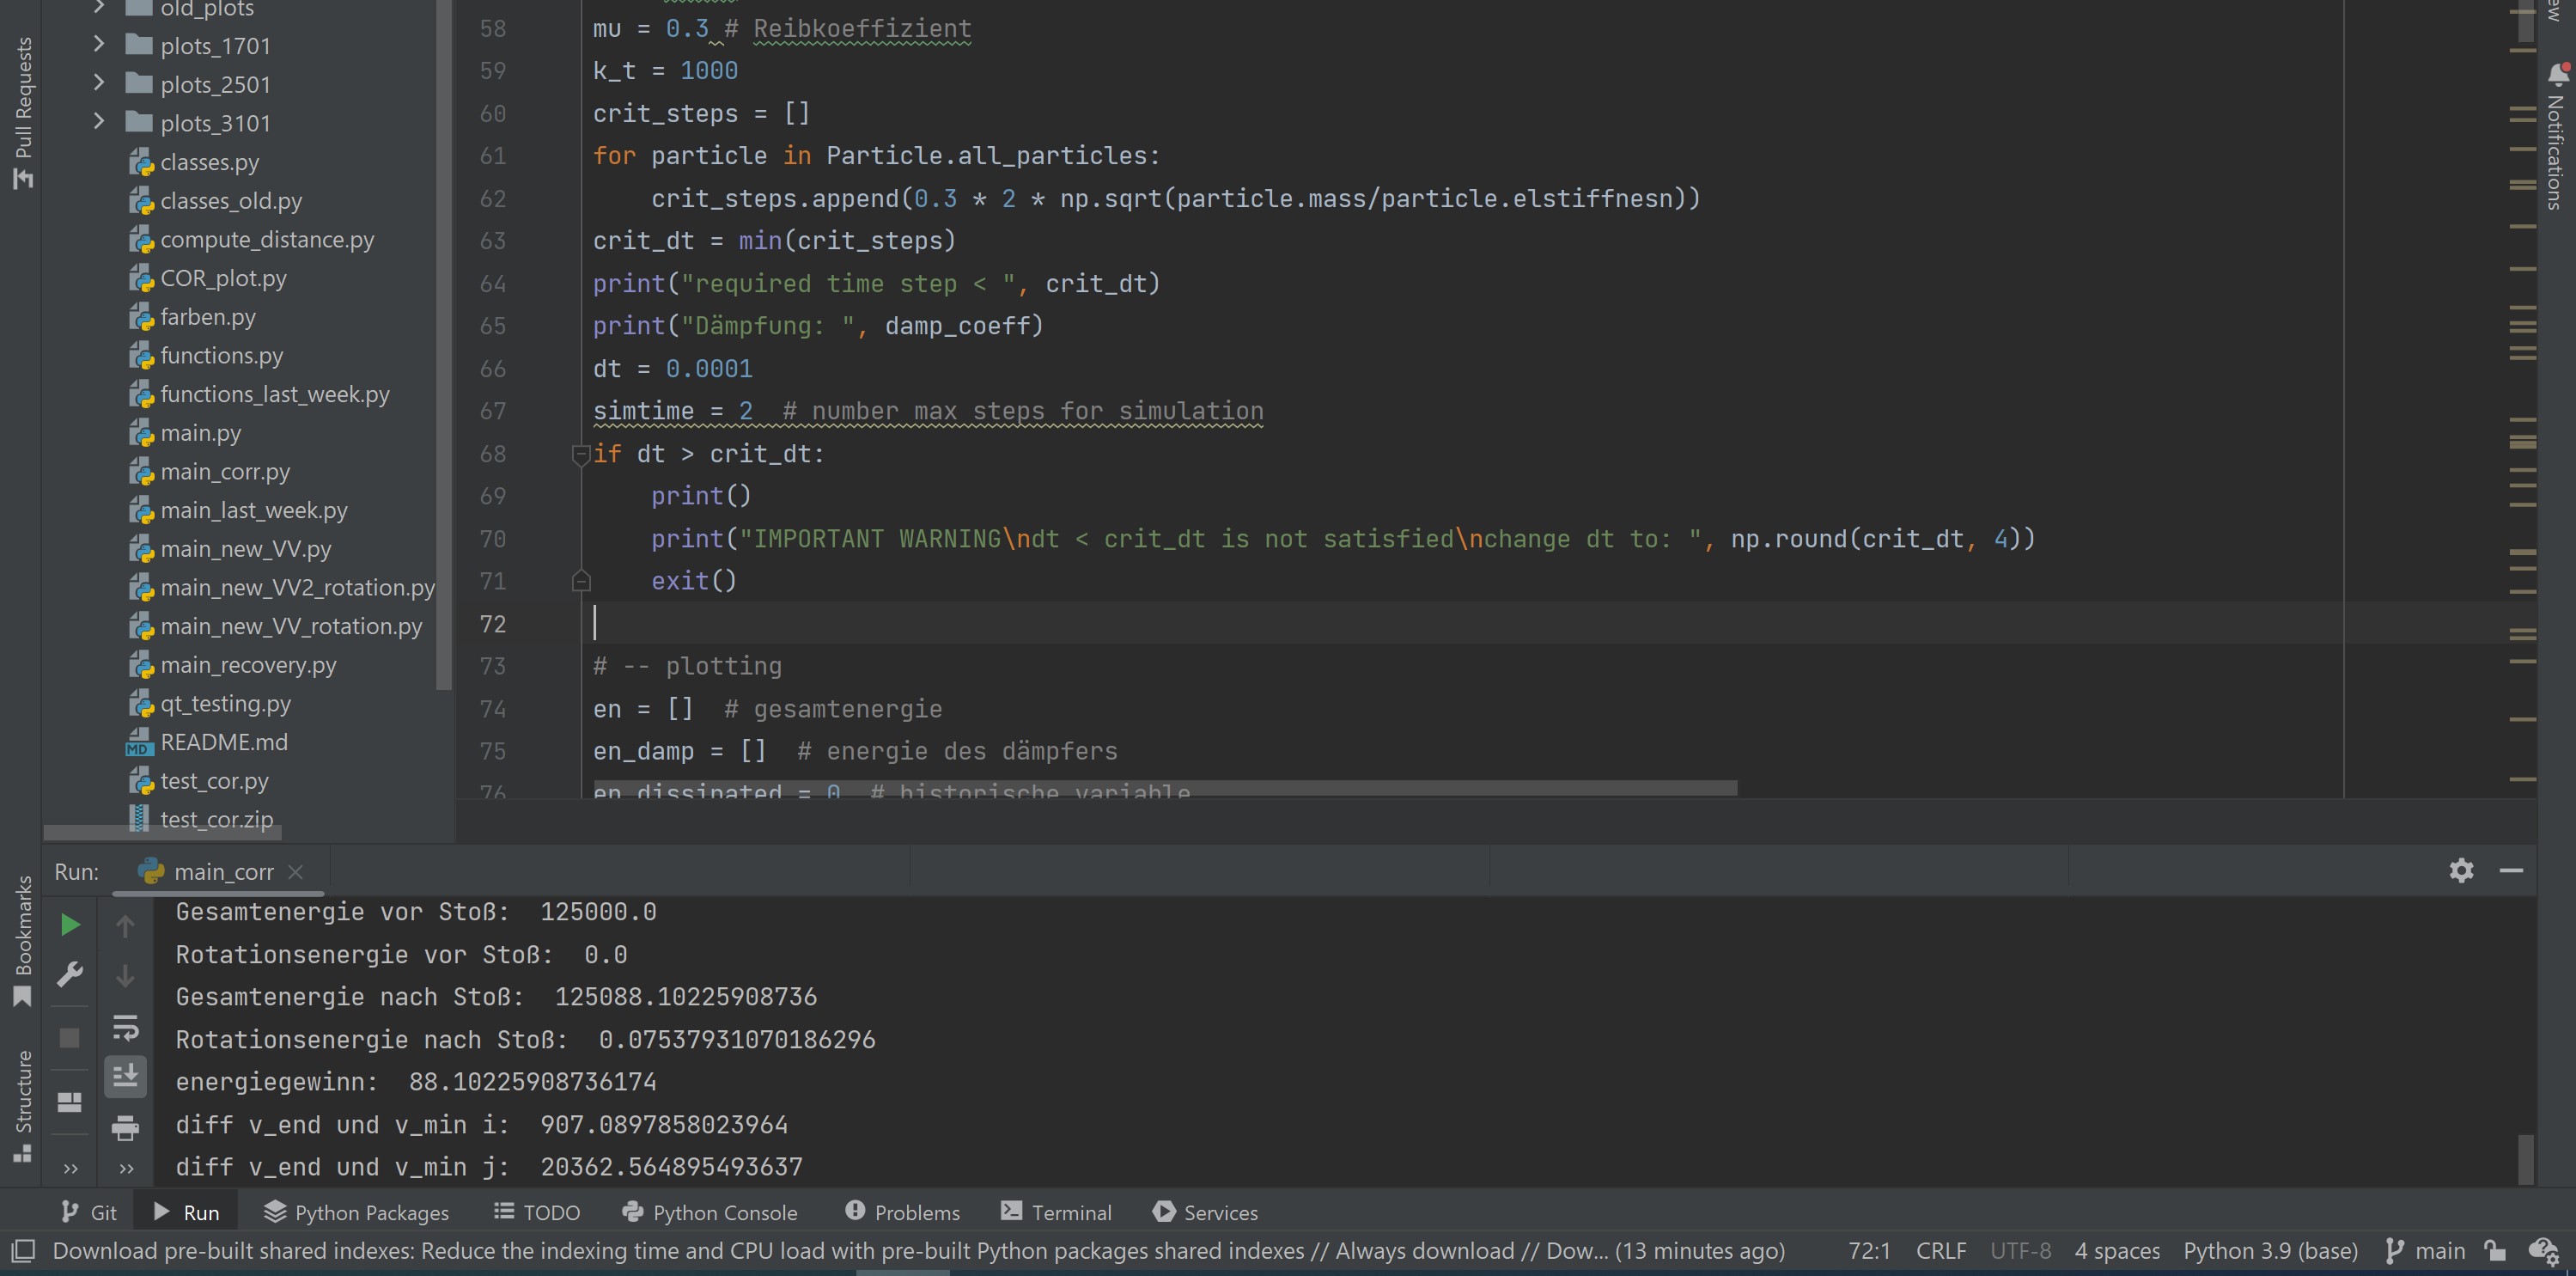 old_plots
plots_1701
plots_2501
plots_3101
classes.py
classes_old.py
compute_distance.py
COR_plot.py
farben.py
functions.py
functions_last_week.py
main.py
main_corr.py
main_last_week.py
main_new_VV.py
main_new_VV2_rotation.py
main_new_VV_rotation.py
main_recovery.py
qt_testing.py
MD README.md
test_cor.py
test_cor.zip
Pull Requests
Bookmarks
Structure
58 mu = 0.3 # Reibkoeffizient
59 k_t = 1000
60 crit_steps = []
61 for particle in Particle.all_particles:
62 crit_steps.append(0.3 * 2 * np.sqrt(particle.mass/particle.elstiffnesn))
63 crit_dt = min(crit_steps)
64 print("required time step < ", crit_dt)
65 print("Dämpfung: ", damp_coeff)
66 dt = 0.0001
67 simtime = 2  # number max steps for simulation
68 if dt > crit_dt:
69 print()
70 print("IMPORTANT WARNING\ndt < crit_dt is not satisfied\nchange dt to: ", np.round(crit_dt, 4))
71 exit()
72
73 # -- plotting
74 en = []  # gesamtenergie
75 en_damp = []  # energie des dämpfers
76 en_dissipated = 0  # historische variable
ew
Notifications
Run: main_corr
Gesamtenergie vor Stoß:  125000.0
Rotationsenergie vor Stoß:  0.0
Gesamtenergie nach Stoß:  125088.10225908736
Rotationsenergie nach Stoß:  0.07537931070186296
energiegewinn:  88.10225908736174
diff v_end und v_min i:  907.0897858023964
diff v_end und v_min j:  20362.564895493637
Git Run Python Packages TODO Python Console Problems Terminal Services
Download pre-built shared indexes: Reduce the indexing time and CPU load with pre-built Python packages shared indexes // Always download // Dow... (13 minutes ago) 72:1 CRLF UTF-8 4 spaces Python 3.9 (base) main